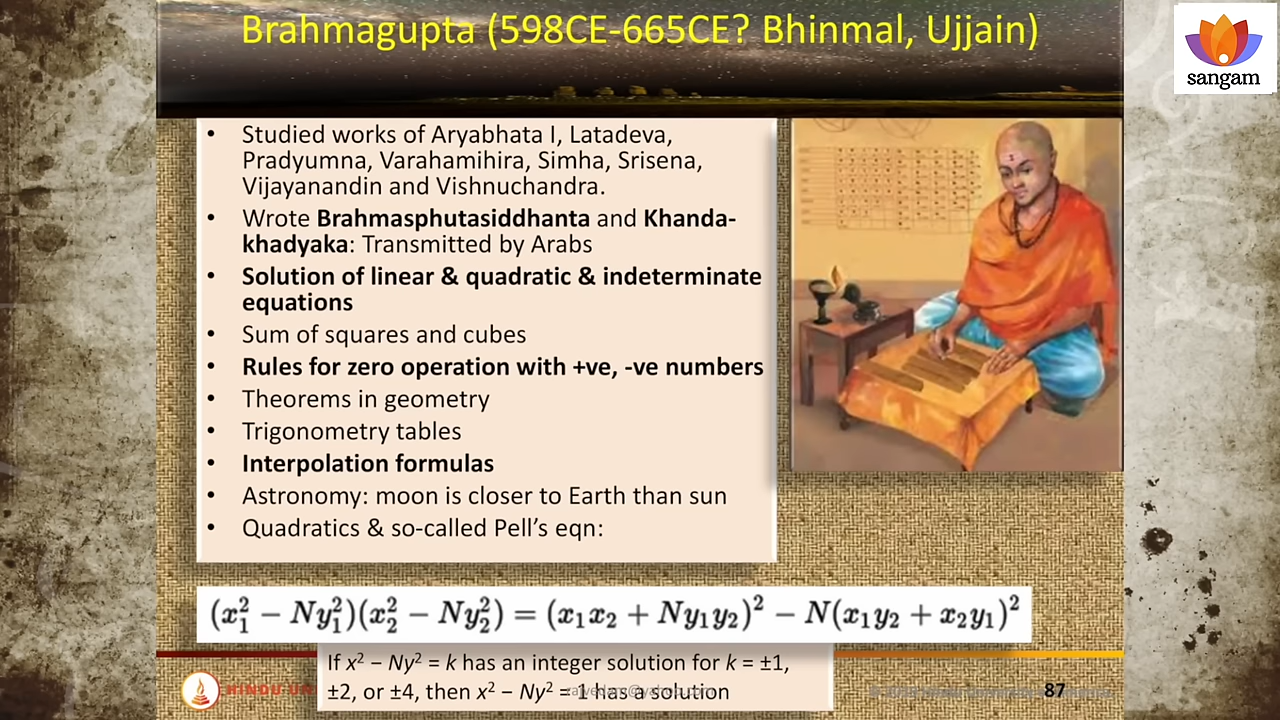 Brahmagupta (598CE-665CE? Bhinmal, Ujjain)
sangam
• Studied works of Aryabhata I, Latadeva,
Pradyumna, Varahamihira, Simha, Srisena,
Vijayanandin and Vishnuchandra.
• Wrote Brahmasphutasiddhanta and Khanda-
khadyaka: Transmitted by Arabs
• Solution of linear & quadratic & indeterminate
equations
• Sum of squares and cubes
• Rules for zero operation with +ve, -ve numbers
• Theorems in geometry
• Trigonometry tables
• Interpolation formulas
• Astronomy: moon is closer to Earth than sun
• Quadratics & so-called Pell's eqn:
(x₁² − Ny₁²)(x₂² − Ny₂²) = (x₁x₂ + Ny₁y₂)² − N(x₁y₂ + x₂y₁)²
If x² − Ny² = k has an integer solution for k = ±1,
±2, or ±4, then x² − Ny² = 1 has a solution
HINDU UN
87